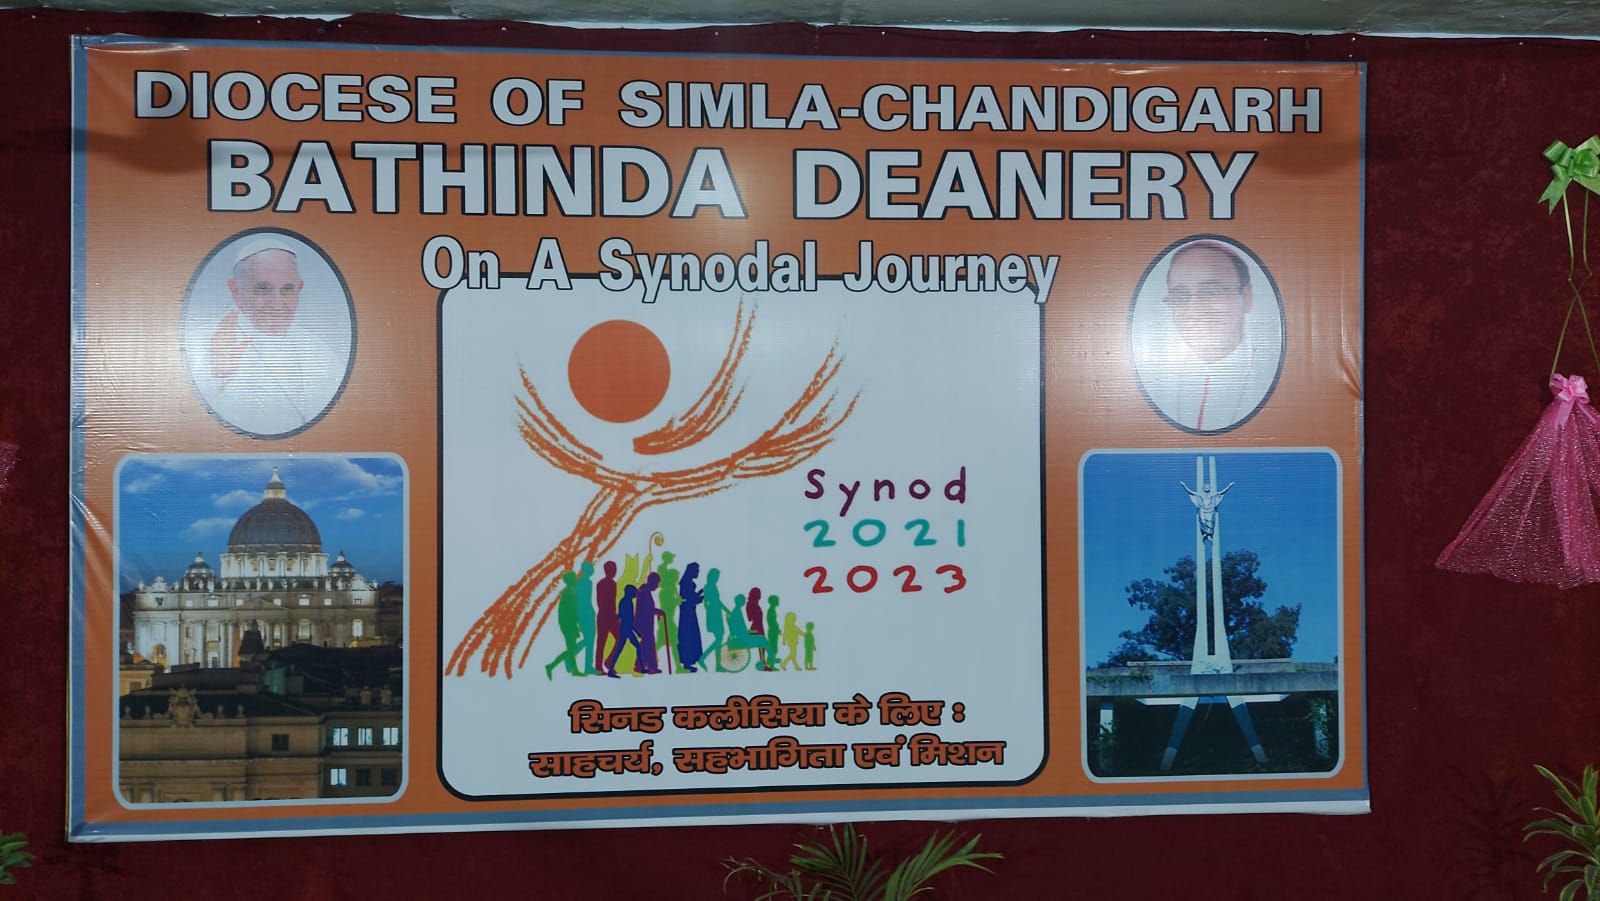 DIOCESE OF SIMLA-CHANDIGARH
BATHINDA DEANERY
On A Synodal Journey
Synod
2021
2023
सिनड कलीसिया के लिए :
साहचर्य, सहभागिता एवं मिशन